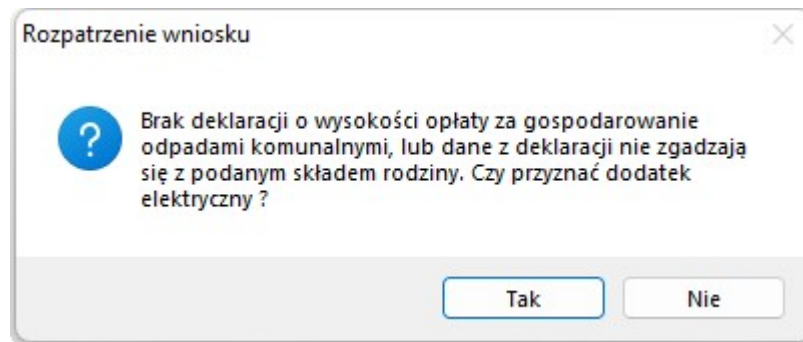 Rozpatrzenie wniosku
Brak deklaracji o wysokości opłaty za gospodarowanie
odpadami komunalnymi, lub dane z deklaracji nie zgadzają
się z podanym składem rodziny. Czy przyznać dodatek
elektryczny ?
Tak
Nie